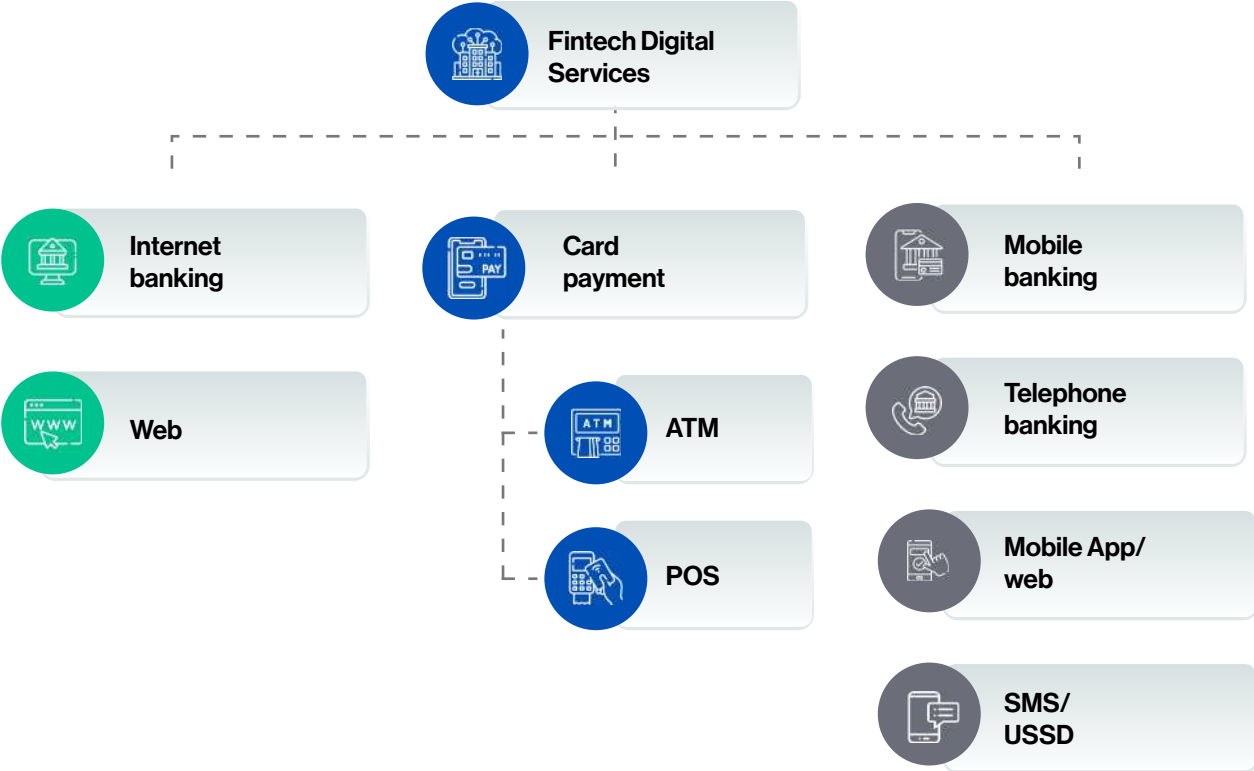 Fintech Digital
Services
Internet
banking
Web
WWW
Card
payment
PAY
ATM
ATM
POS
Mobile
banking
Telephone
banking
Mobile App/
web
SMS/
USSD